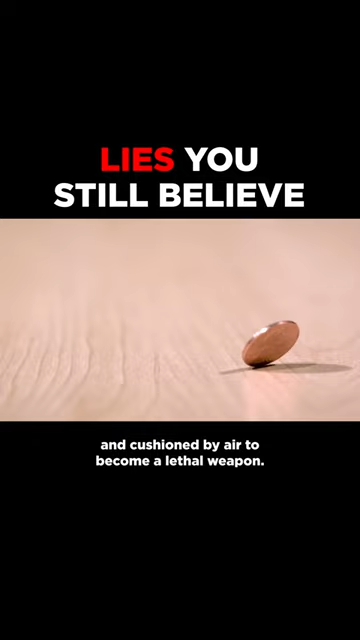 LIES YOU
STILL BELIEVE
and cushioned by air to
become a lethal weapon.